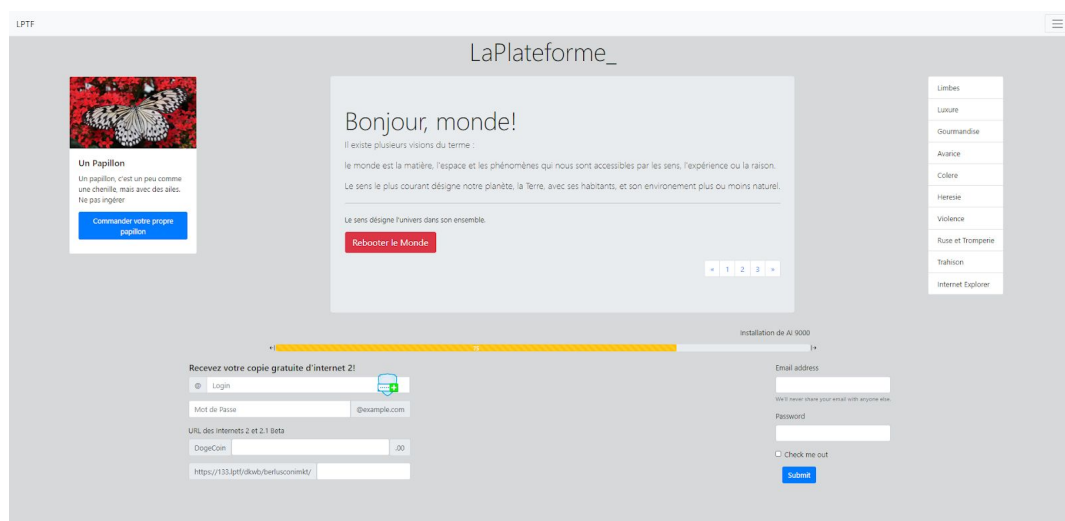 LPTF
LaPlateforme_
Un Papillon
Un papillon, c'est un peu comme
une chenille, mais avec des ailes.
Ne pas ingérer
Commander votre propre
papillon
Bonjour, monde!
Il existe plusieurs visions du terme :
le monde est la matière, l'espace et les phénomènes qui nous sont accessibles par les sens, l'expérience ou la raison.
Le sens le plus courant désigne notre planète, la Terre, avec ses habitants, et son environement plus ou moins naturel.
Le sens désigne l'univers dans son ensemble.
Rebooter le Monde
« 1 2 3 »
Limbes
Luxure
Gourmandise
Avarice
Colere
Heresie
Violence
Ruse et Tromperie
Trahison
Internet Explorer
Installation de AI 9000
Recevez votre copie gratuite d'internet 2!
@ Login
Mot de Passe @example.com
URL des internets 2 et 2.1 Beta
DogeCoin .00
https://133.lptf/dkwb/berlusconimkt/
Email address
We'll never share your email with anyone else.
Password
Check me out
Submit